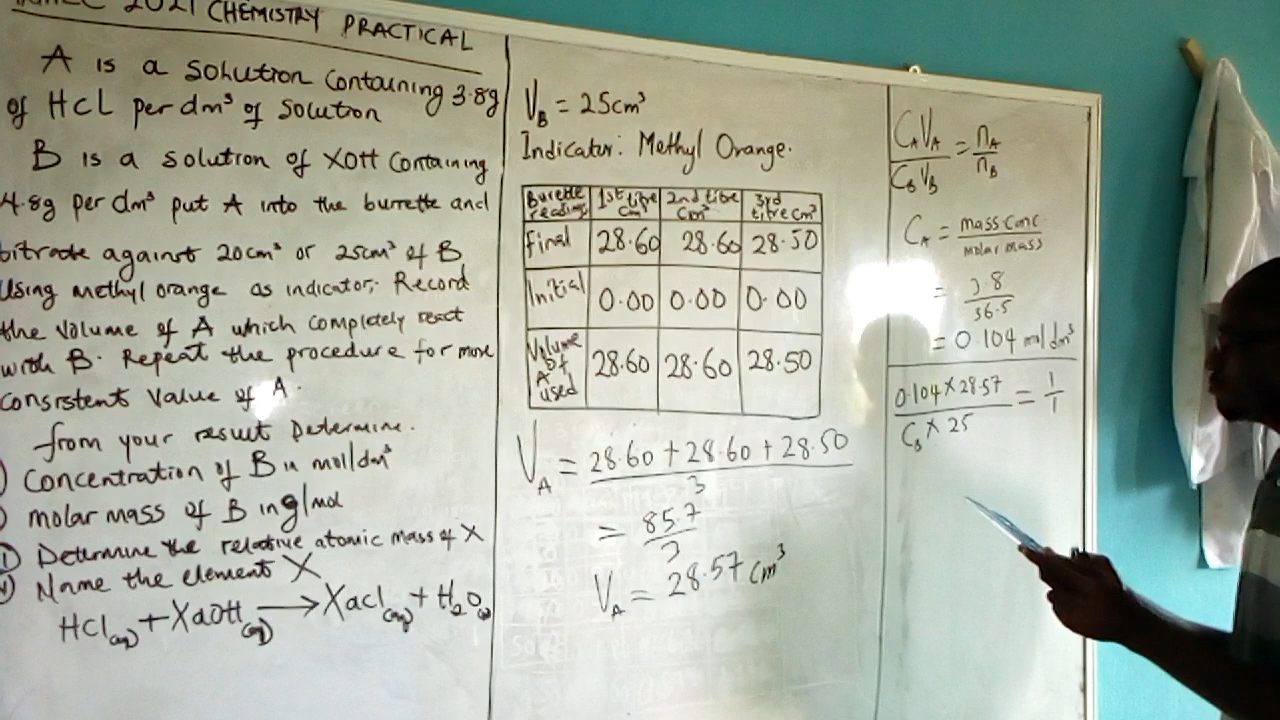 2021 CHEMISTRY PRACTICAL
A is a solution containing 3.8g
of HCl per dm³ of solution
B is a solution of XOH containing
4.8g per dm³ put A into the burrette and
titrate against 20cm³ or 25cm³ of B
Using methyl orange as indicator. Record
the volume of A which completely react
with B. Repeat the procedure for more
consistent value of A.
from your result Determine.
Concentration of B in mol/dm³
molar mass of B in g/mol
Determine the relative atomic mass of X
Name the element X
HCl(aq) + XaOH(aq) → Xacl(aq) + H₂O(l)
V_B = 25cm³
Indicator: Methyl Orange.
Burette readings | 1st titre cm³ | 2nd titre cm³ | 3rd titre cm³
final | 28.60 | 28.60 | 28.50
Initial | 0.00 | 0.00 | 0.00
Volume of A used | 28.60 | 28.60 | 28.50
V_A = 28.60 + 28.60 + 28.50 / 3
= 85.7 / 3
V_A = 28.57 cm³
C_A V_A / C_B V_B = n_A / n_B
C_A = mass conc. / molar mass
= 3.8 / 36.5
= 0.104 mol/dm³
0.104 × 28.57 / C_B × 25 = 1/1